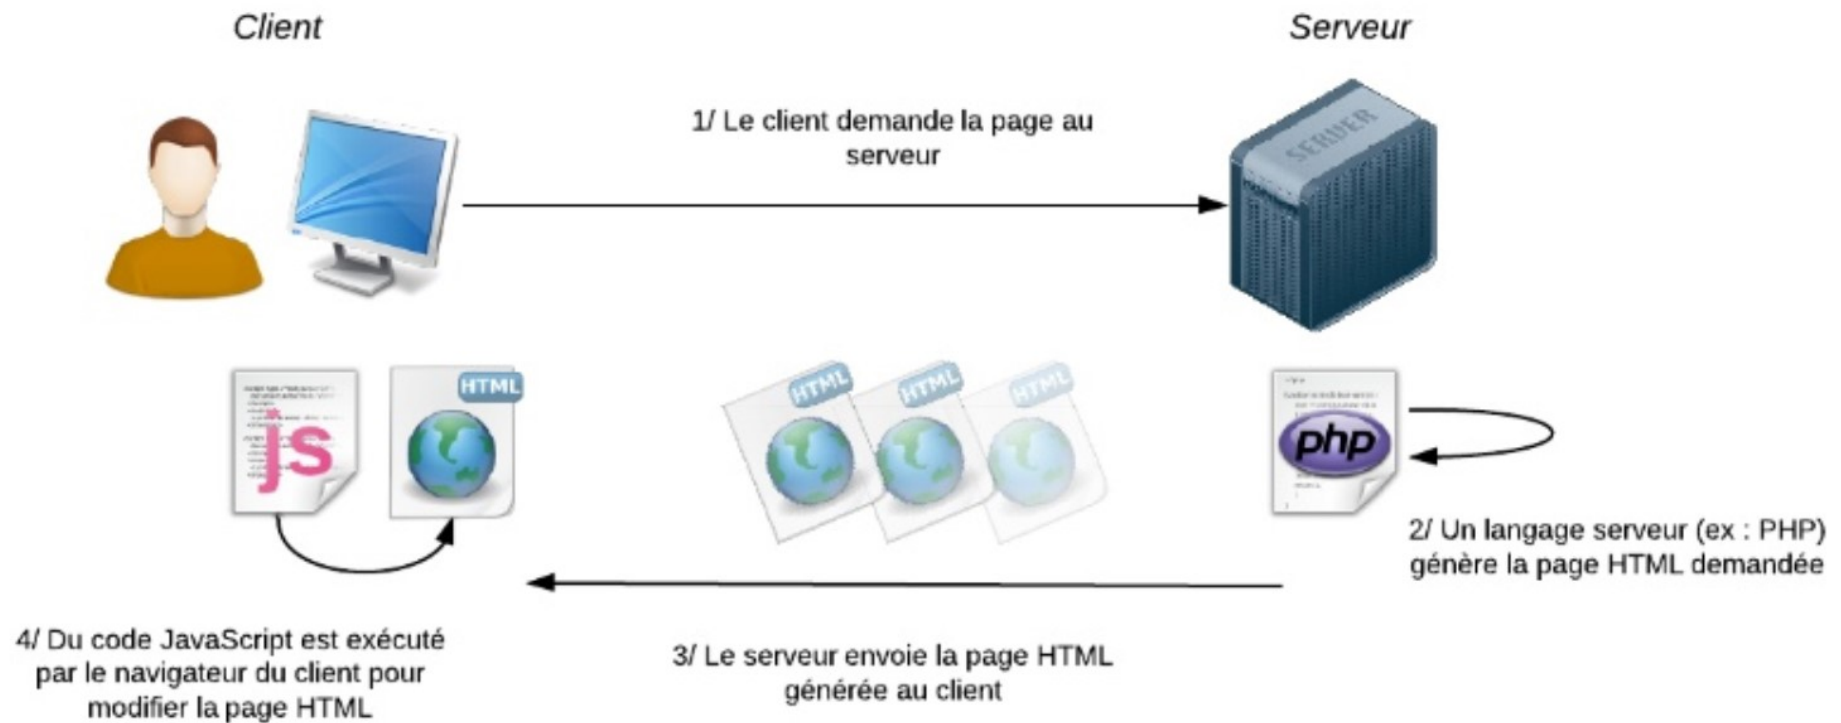 Client
Serveur
1/ Le client demande la page au
serveur
SERVER
HTML
HTML
HTML
HTML
js
php
2/ Un langage serveur (ex : PHP)
génère la page HTML demandée
4/ Du code JavaScript est exécuté
par le navigateur du client pour
modifier la page HTML
3/ Le serveur envoie la page HTML
générée au client